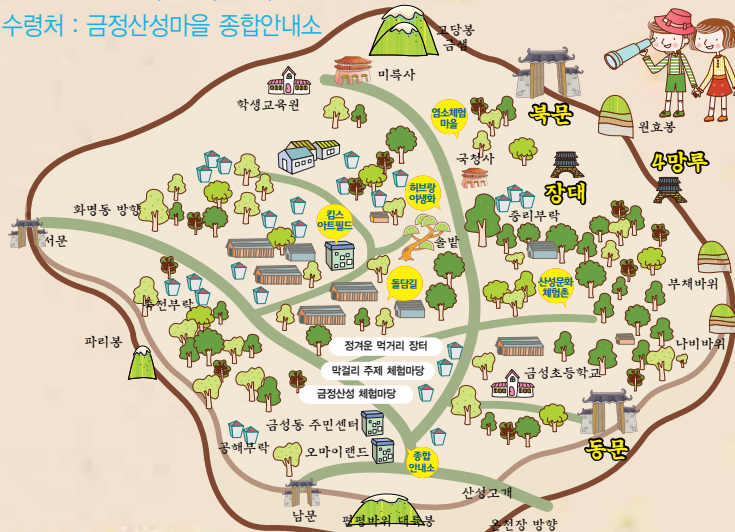 수령처 : 금정산성마을 종합안내소
고당봉
금샘
미륵사
학생교육원
염소체험
마을
북문
원효봉
국청사
4망루
장대
허브랑
야생화
화명동 방향
킴스
아트필드
중리부락
서문
솔밭
돌담길
산성문화
체험촌
부채바위
죽전부락
파리봉
정겨운 먹거리 장터
나비바위
막걸리 주제 체험마당
금성초등학교
금정산성 체험마당
금성동 주민센터
공해부락
오마이랜드
동문
종합
안내소
산성고개
남문
평평바위 대륙봉
온천장 방향